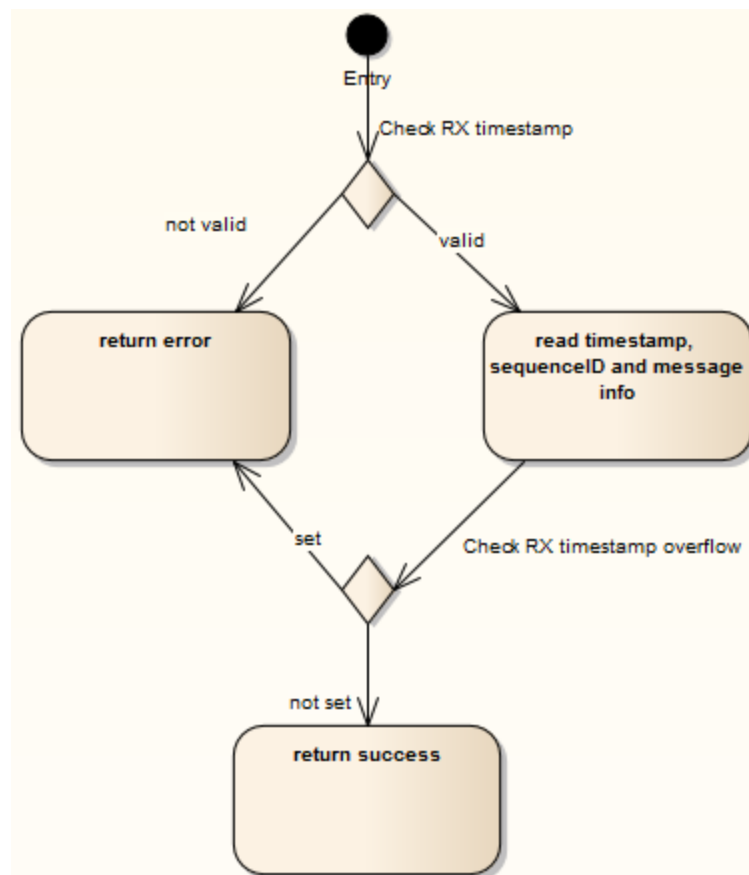 Entry
Check RX timestamp
not valid
valid
return error
read timestamp,
sequenceID and message
info
set
Check RX timestamp overflow
not set
return success